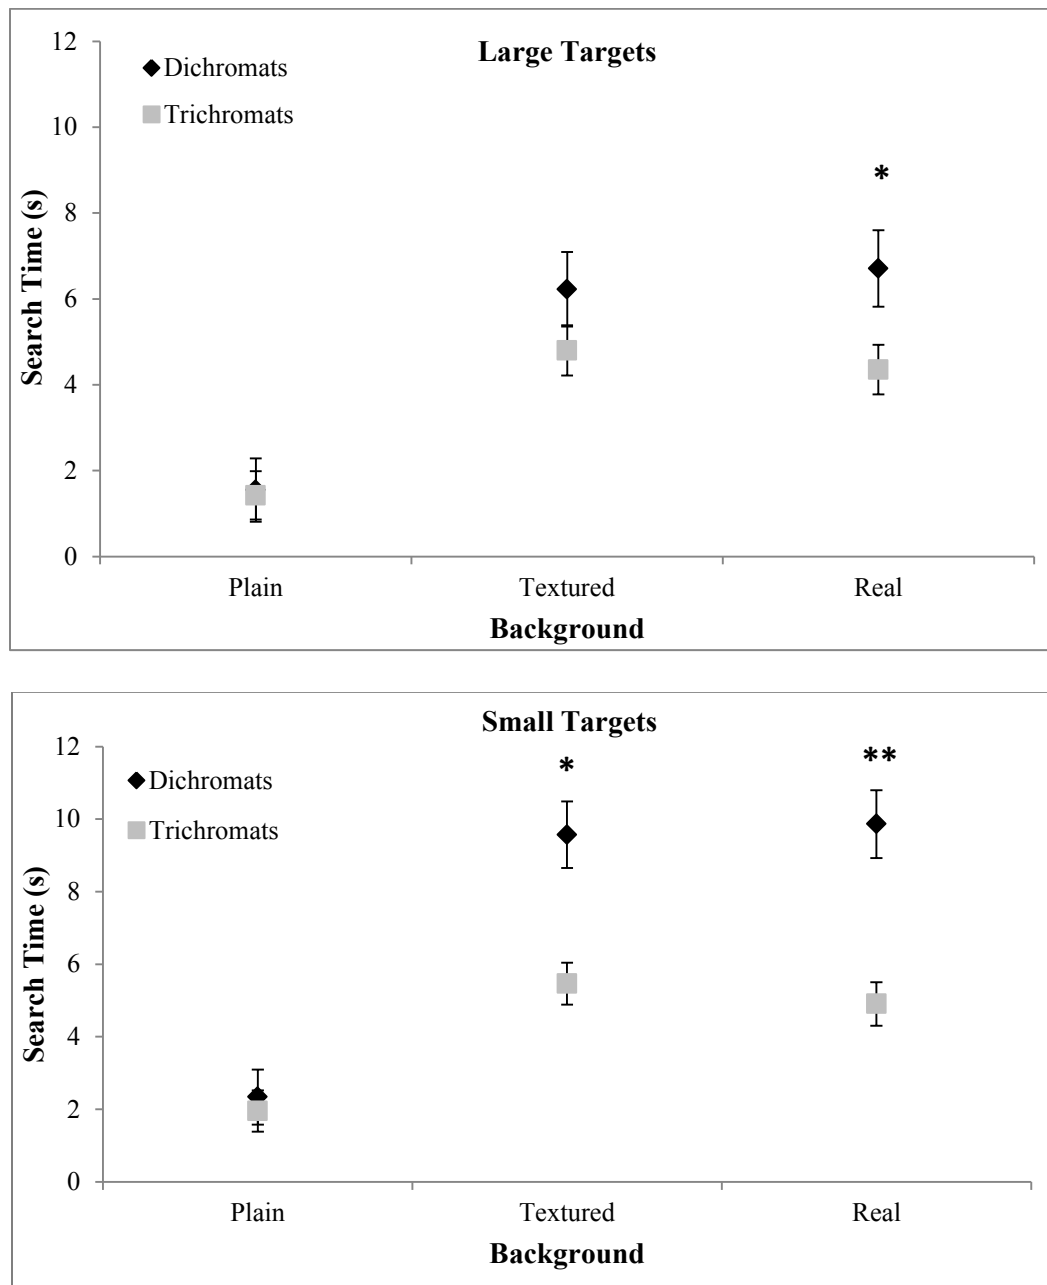 Large Targets
Dichromats
Trichromats
*
Search Time (s)
12
10
8
6
4
2
0
Plain Textured Real
Background
Small Targets
Dichromats
Trichromats
* **
Search Time (s)
12
10
8
6
4
2
0
Plain Textured Real
Background